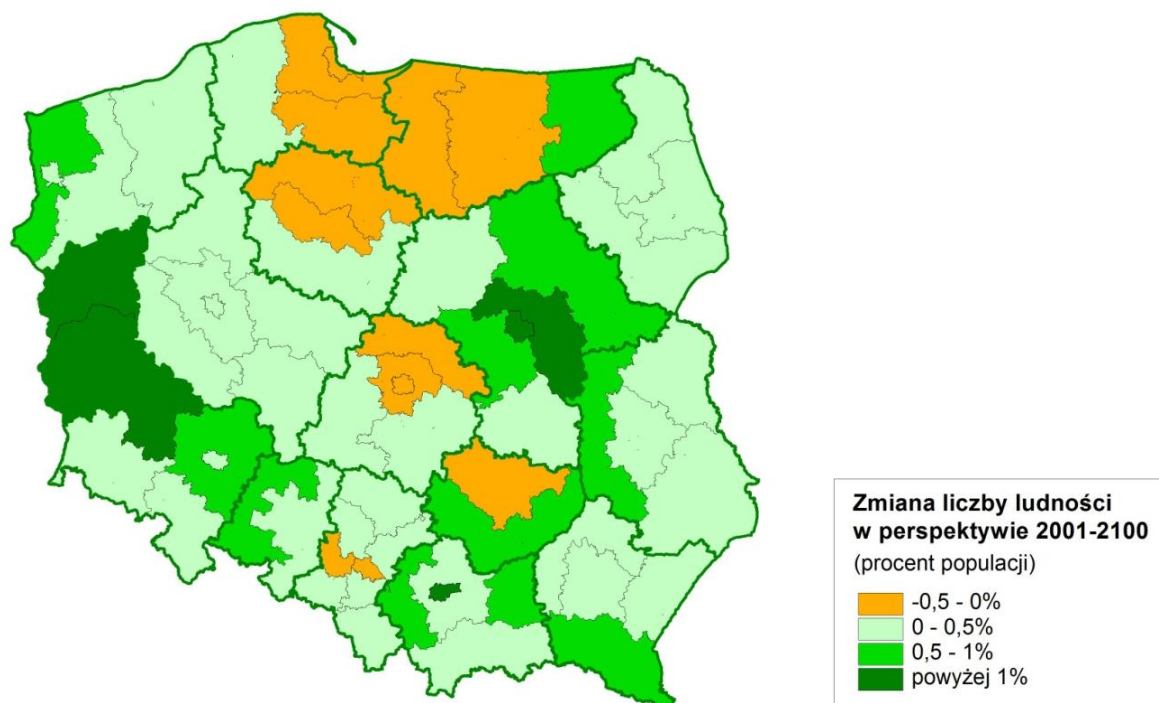 Zmiana liczby ludności
w perspektywie 2001-2100
(procent populacji)
-0,5 - 0%
0 - 0,5%
0,5 - 1%
powyżej 1%